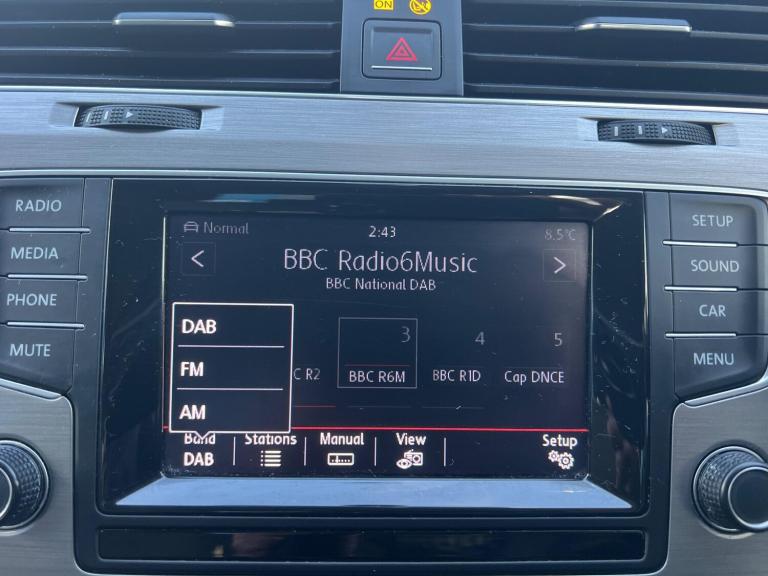 ON
RADIO
MEDIA
PHONE
MUTE
Normal
2:43
8.5°C
BBC Radio6Music
BBC National DAB
DAB
FM
AM
C R2
3
BBC R6M
4
BBC R1D
5
Cap DNCE
Band
DAB
Stations
Manual
View
Setup
SETUP
SOUND
CAR
MENU